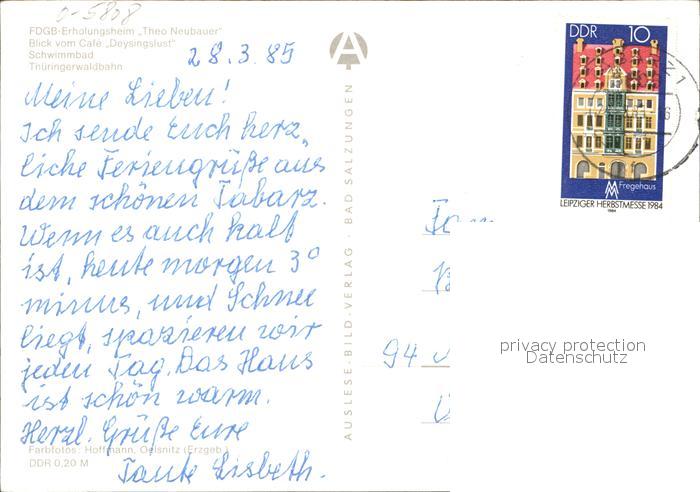 0-5808
FDGB-Erholungsheim „Theo Neubauer"
Blick vom Café „Deysingslust"
Schwimmbad
Thüringerwaldbahn
28.3.85
Meine Lieben!
Ich sende Euch herz-
liche Feriengrüße aus
dem schönen Tabarz.
Wenn es auch kalt
ist, heute morgen 3°
minus, und Schnee
liegt, spazieren wir
jeden Tag. Das Haus
ist schön warm.
Herzl. Grüße Eure
Tante Lisbeth.
Farbfotos: Hoffmann, Oelsnitz (Erzgeb.)
DDR 0,20 M
AUSLESE-BILD-VERLAG · BAD SALZUNGEN
DDR 10
Fregehaus
LEIPZIGER HERBSTMESSE 1984
1984
94
privacy protection
Datenschutz